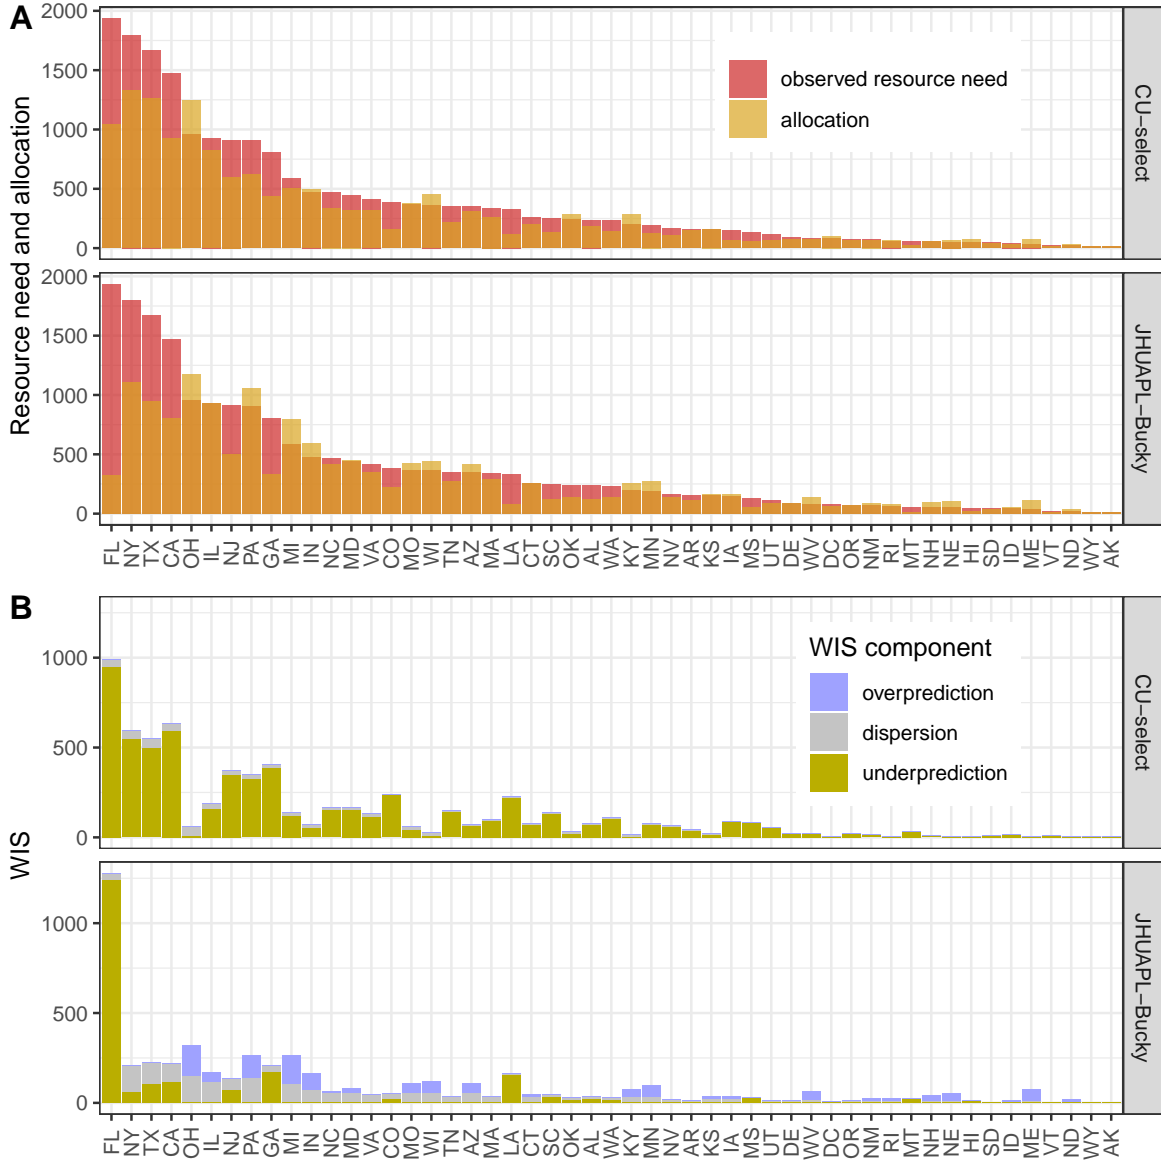 A
Resource need and allocation
2000
1500
1000
500
0
observed resource need
allocation
CU−select
2000
1500
1000
500
0
JHUAPL−Bucky
FL NY TX CA OH IL NJ PA GA MI IN NC MD VA CO MO WI TN AZ MA LA CT SC OK AL WA KY MN NV AR KS IA MS UT DE WV DC OR NM RI MT NH NE HI SD ID ME VT ND WY AK
B
WIS
1000
500
0
WIS component
overprediction
dispersion
underprediction
CU−select
1000
500
0
JHUAPL−Bucky
FL NY TX CA OH IL NJ PA GA MI IN NC MD VA CO MO WI TN AZ MA LA CT SC OK AL WA KY MN NV AR KS IA MS UT DE WV DC OR NM RI MT NH NE HI SD ID ME VT ND WY AK